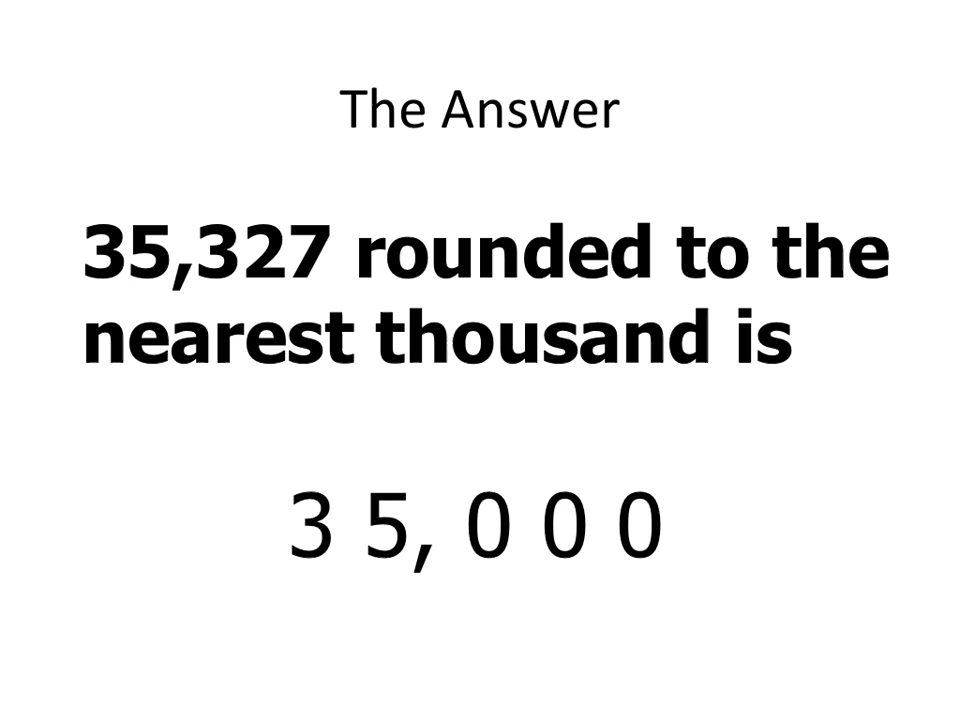 The Answer
35,327 rounded to the
nearest thousand is
3 5, 0 0 0